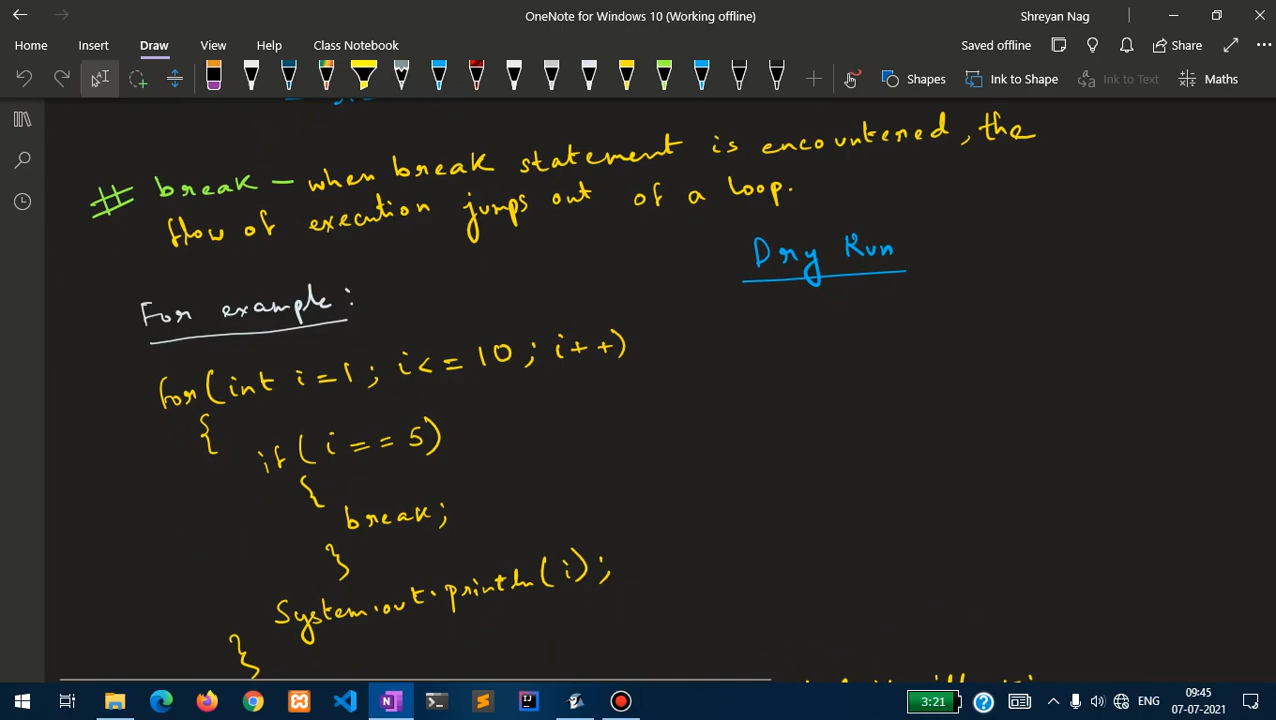 OneNote for Windows 10 (Working offline)
Shreyan Nag
Home Insert Draw View Help Class Notebook
Saved offline Share
Shapes Ink to Shape Ink to Text Maths
# break - when break statement is encountered, the
flow of execution jumps out of a loop.
Dry Run
For example:
for(int i=1; i<=10; i++)
{
if(i==5)
{
break;
}
System.out.println(i);
}
3:21
ENG
09:45
07-07-2021